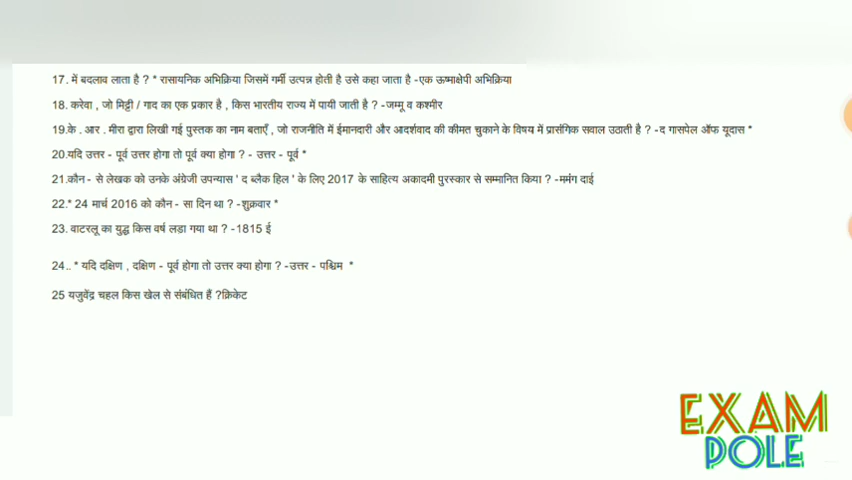 17. में बदलाव लाता है ? * रासायनिक अभिक्रिया जिसमें गर्मी उत्पन्न होती है उसे कहा जाता है -एक ऊष्माक्षेपी अभिक्रिया
18. करेवा , जो मिट्टी / गाद का एक प्रकार है , किस भारतीय राज्य में पायी जाती है ? -जम्मू व कश्मीर
19.के . आर . मीरा द्वारा लिखी गई पुस्तक का नाम बताएँ , जो राजनीति में ईमानदारी और आदर्शवाद की कीमत चुकाने के विषय में प्रासंगिक सवाल उठाती है ? -द गासपेल ऑफ यूदास *
20.यदि उत्तर - पूर्व उत्तर होगा तो पूर्व क्या होगा ? - उत्तर - पूर्व *
21.कौन - से लेखक को उनके अंग्रेजी उपन्यास ' द ब्लैक हिल ' के लिए 2017 के साहित्य अकादमी पुरस्कार से सम्मानित किया ? -ममंग दाई
22.* 24 मार्च 2016 को कौन - सा दिन था ? -शुक्रवार *
23. वाटरलू का युद्ध किस वर्ष लडा गया था ? -1815 ई
24.. * यदि दक्षिण , दक्षिण - पूर्व होगा तो उत्तर क्या होगा ? -उत्तर - पश्चिम *
25 यजुवेंद्र चहल किस खेल से संबंधित हैं ?क्रिकेट
EXAM
POLE